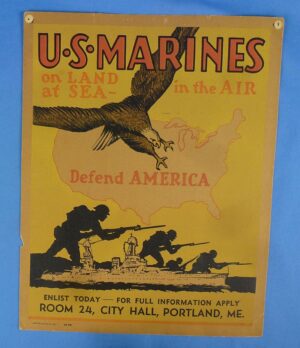 U·S·MARINES
on LAND
at SEA-
in the AIR
Defend AMERICA
ENLIST TODAY — FOR FULL INFORMATION APPLY
ROOM 24, CITY HALL, PORTLAND, ME.